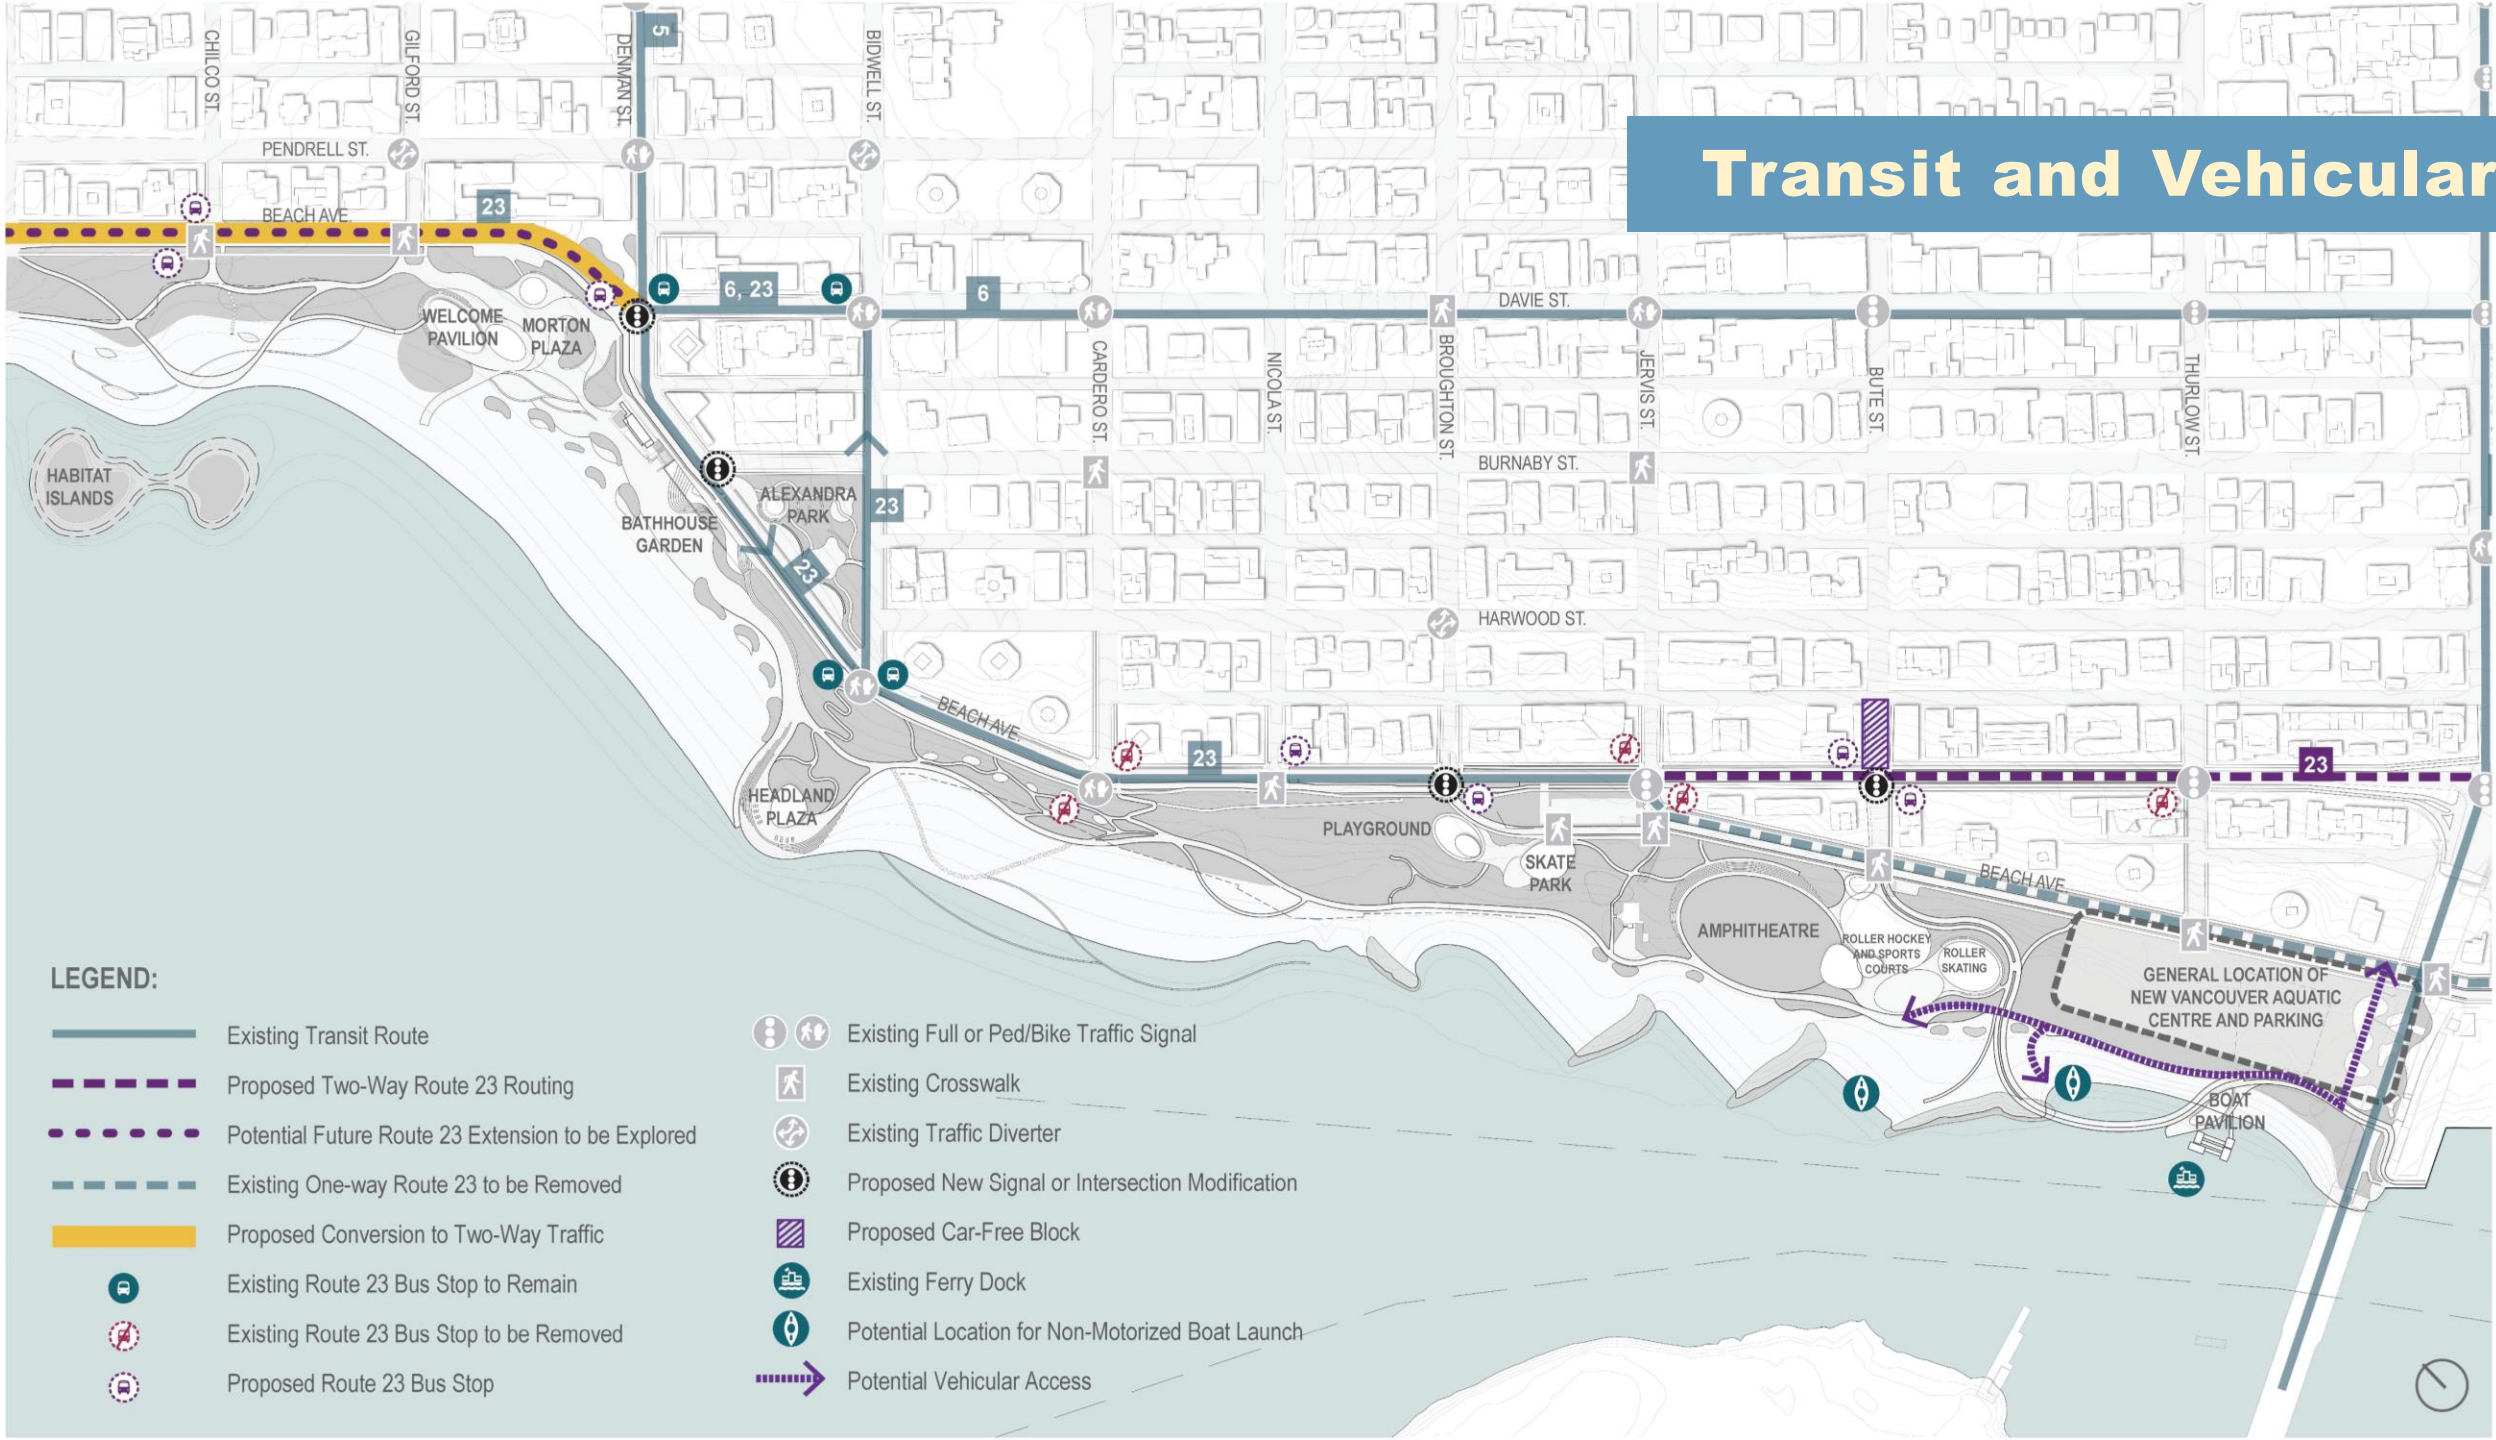 CHILCO ST.
GILFORD ST.
DENMAN ST.
5
BIDWELL ST.
PENDRELL ST.
Transit and Vehicular
BEACH AVE.
23
6, 23
6
DAVIE ST.
WELCOME
PAVILION
MORTON
PLAZA
CARDERO ST.
NICOLA ST.
BROUGHTON ST.
JERVIS ST.
BUTE ST.
THURLOW ST.
HABITAT
ISLANDS
BURNABY ST.
ALEXANDRA
PARK
23
BATHHOUSE
GARDEN
23
HARWOOD ST.
BEACH AVE.
23
23
HEADLAND
PLAZA
PLAYGROUND
SKATE
PARK
BEACH AVE.
AMPHITHEATRE
ROLLER HOCKEY
AND SPORTS
COURTS
ROLLER
SKATING
GENERAL LOCATION OF
NEW VANCOUVER AQUATIC
CENTRE AND PARKING
BOAT
PAVILION
LEGEND:
Existing Transit Route
Proposed Two-Way Route 23 Routing
Potential Future Route 23 Extension to be Explored
Existing One-way Route 23 to be Removed
Proposed Conversion to Two-Way Traffic
Existing Route 23 Bus Stop to Remain
Existing Route 23 Bus Stop to be Removed
Proposed Route 23 Bus Stop
Existing Full or Ped/Bike Traffic Signal
Existing Crosswalk
Existing Traffic Diverter
Proposed New Signal or Intersection Modification
Proposed Car-Free Block
Existing Ferry Dock
Potential Location for Non-Motorized Boat Launch
Potential Vehicular Access